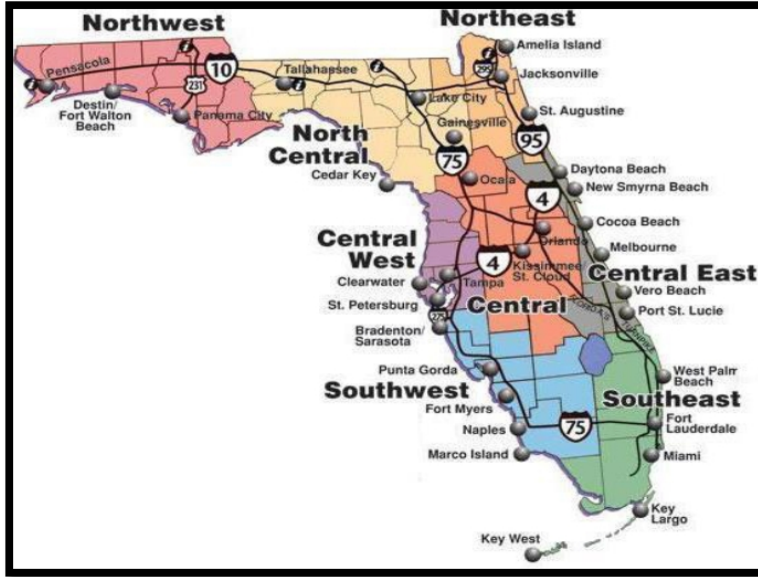 Northwest
Northeast
Amelia Island
Pensacola
10
Tallahassee
295
Jacksonville
231
Destin/
Fort Walton
Beach
Panama City
Lake City
St. Augustine
Gainesville
95
North
Central
75
Cedar Key
Ocala
Daytona Beach
4
New Smyrna Beach
Cocoa Beach
Orlando
Central
West
4
Kissimmee/
St. Cloud
Melbourne
Central East
Clearwater
Tampa
Vero Beach
St. Petersburg
Central
Port St. Lucie
275
Bradenton/
Sarasota
Punta Gorda
West Palm
Beach
Southwest
Southeast
Fort Myers
75
Fort
Lauderdale
Naples
Marco Island
Miami
Key
Largo
Key West